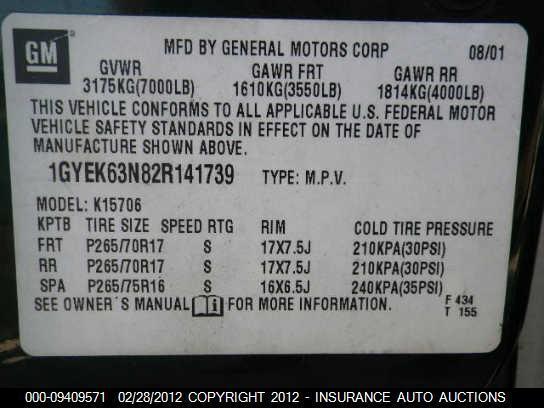 GM MFD BY GENERAL MOTORS CORP 08/01
GVWR GAWR FRT GAWR RR
3175KG(7000LB) 1610KG(3550LB) 1814KG(4000LB)
THIS VEHICLE CONFORMS TO ALL APPLICABLE U.S. FEDERAL MOTOR
VEHICLE SAFETY STANDARDS IN EFFECT ON THE DATE OF
MANUFACTURE SHOWN ABOVE.
1GYEK63N82R141739 TYPE: M.P.V.
MODEL: K15706
KPTB TIRE SIZE SPEED RTG RIM COLD TIRE PRESSURE
FRT P265/70R17 S 17X7.5J 210KPA(30PSI)
RR P265/70R17 S 17X7.5J 210KPA(30PSI)
SPA P265/75R16 S 16X6.5J 240KPA(35PSI)
SEE OWNER´S MANUAL FOR MORE INFORMATION. F 434
T 155
000-09409571 02/28/2012 COPYRIGHT 2012 - INSURANCE AUTO AUCTIONS